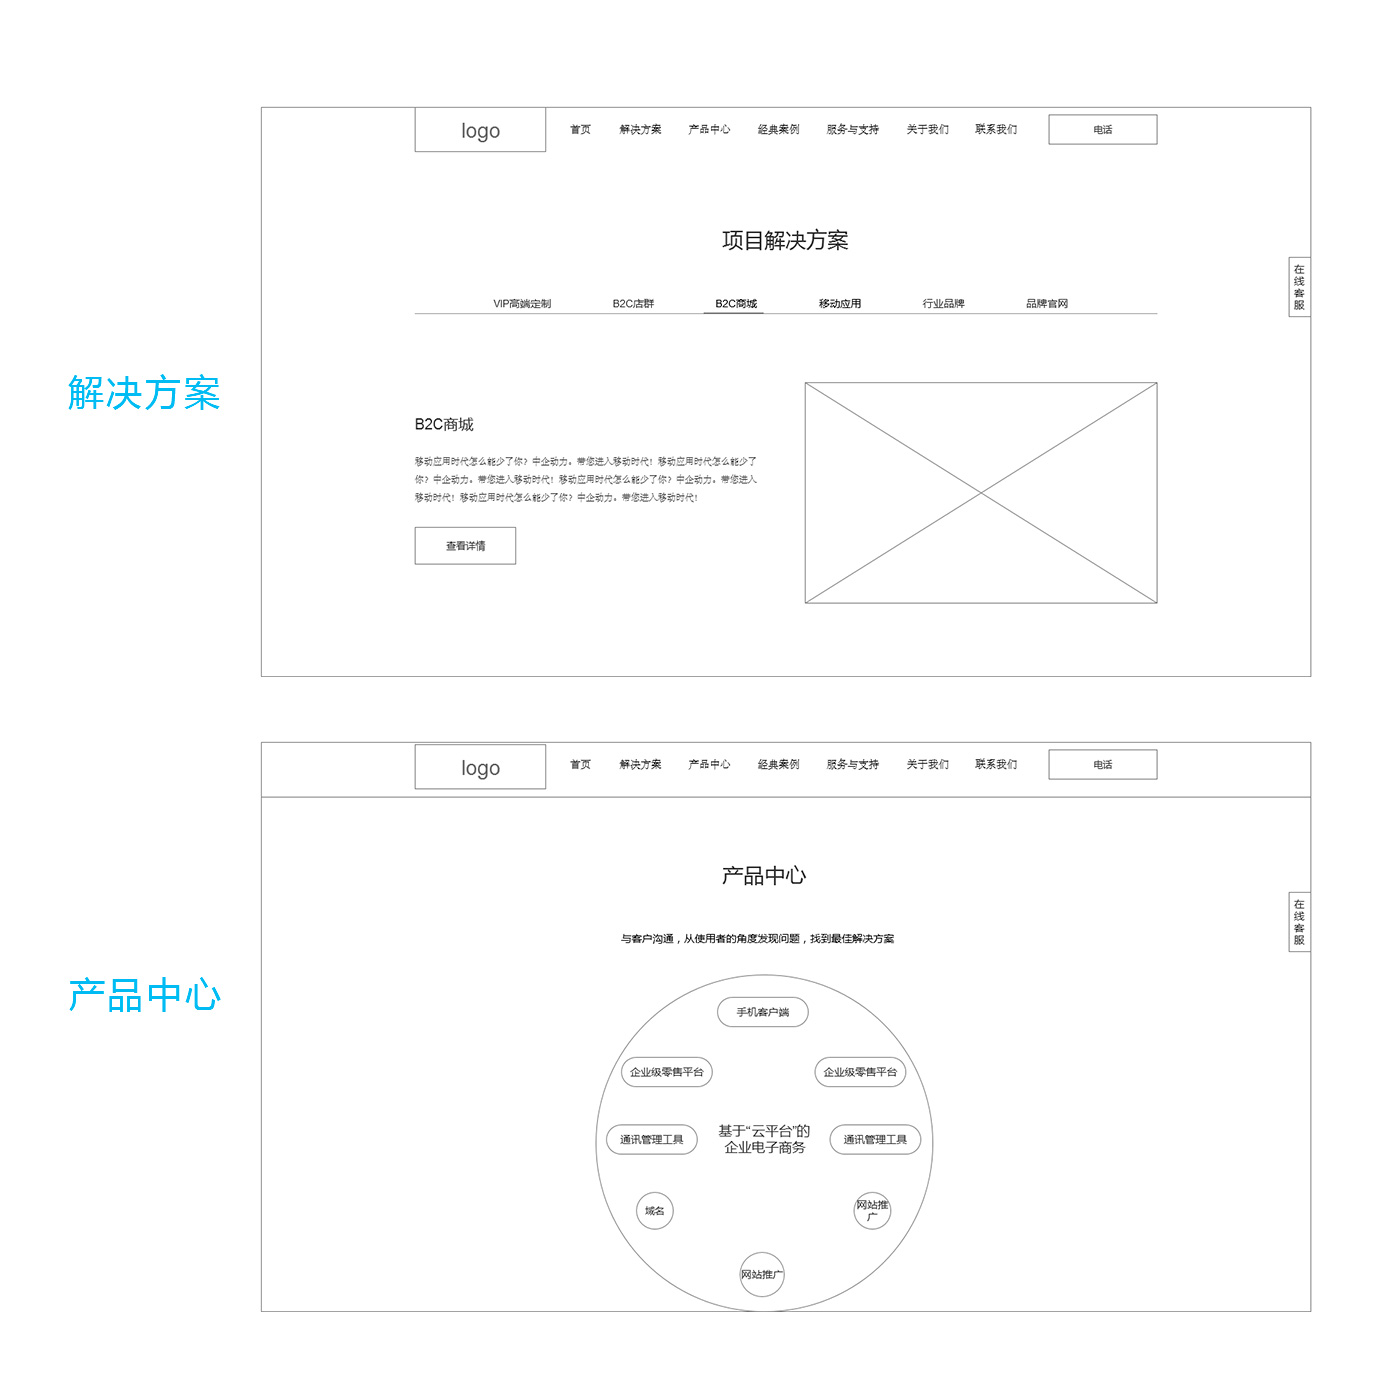 logo
首页 解决方案 产品中心 经典案例 服务与支持 关于我们 联系我们 电话
项目解决方案
在线客服
VIP高端定制 B2C店群 B2C商城 移动应用 行业品牌 品牌官网
解决方案
B2C商城
移动应用时代怎么能少了你？中企动力。带您进入移动时代！移动应用时代怎么能少了
你？中企动力。带您进入移动时代！移动应用时代怎么能少了你？中企动力。带您进入
移动时代！移动应用时代怎么能少了你？中企动力。带您进入移动时代！
查看详情
logo
首页 解决方案 产品中心 经典案例 服务与支持 关于我们 联系我们 电话
产品中心
在线客服
与客户沟通，从使用者的角度发现问题，找到最佳解决方案
产品中心
手机客户端
企业级零售平台 企业级零售平台
基于“云平台”的
企业电子商务
通讯管理工具 通讯管理工具
域名
网站推
广
网站推广